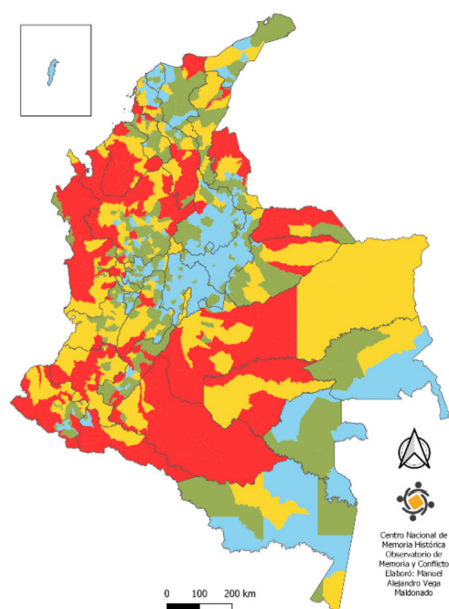 Centro Nacional de
Memoria Histórica
Observatorio de
Memoria y Conflicto
Elaboró: Manuel
Alejandro Vega
Maldonado
0 100 200 km